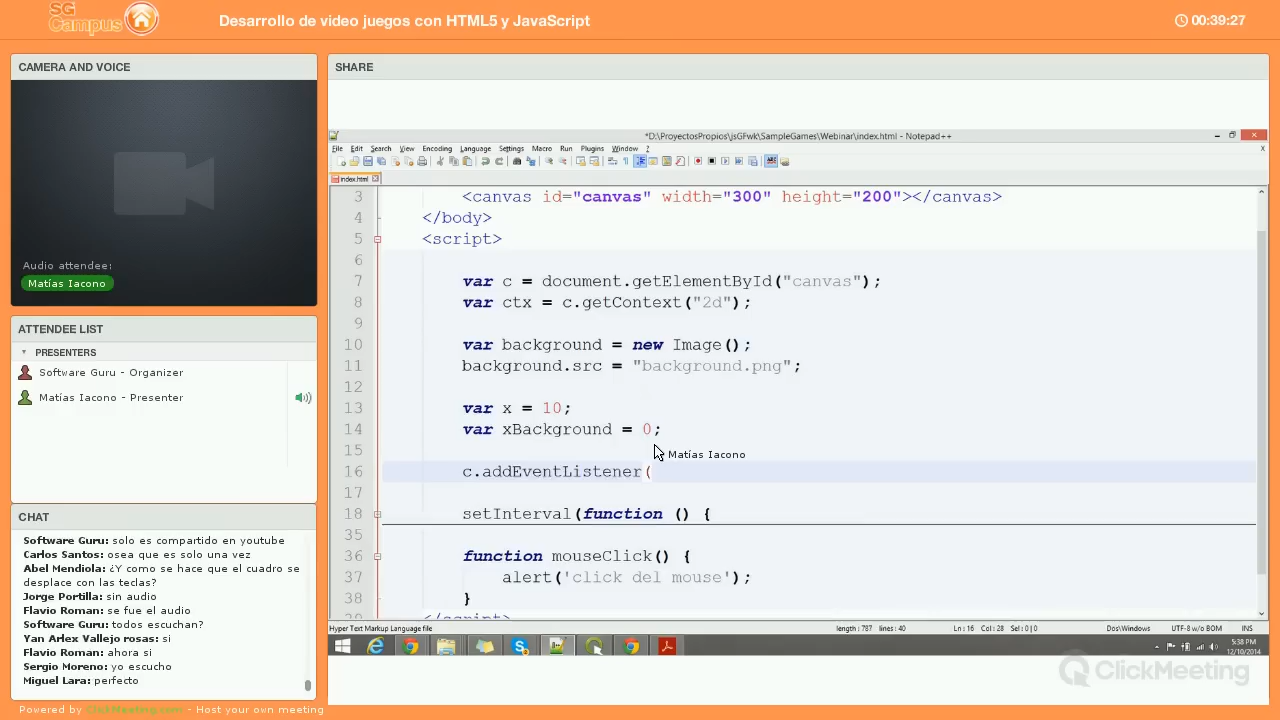 SG
Campus
Desarrollo de video juegos con HTML5 y JavaScript
00:39:27
CAMERA AND VOICE
Audio attendee:
Matías Iacono
ATTENDEE LIST
PRESENTERS
Software Guru - Organizer
Matías Iacono - Presenter
CHAT
Software Guru: solo es compartido en youtube
Carlos Santos: osea que es solo una vez
Abel Mendiola: ¿Y como se hace que el cuadro se
desplace con las teclas?
Jorge Portilla: sin audio
Flavio Roman: se fue el audio
Software Guru: todos escuchan?
Yan Arlex Vallejo rosas: si
Flavio Roman: ahora si
Sergio Moreno: yo escucho
Miguel Lara: perfecto
SHARE
*D:\ProyectosPropios\jsGFwk\SampleGames\Webinar\index.html - Notepad++
File Edit Search View Encoding Language Settings Macro Run Plugins Window ? X
index.html
3 <canvas id="canvas" width="300" height="200"></canvas>
4 </body>
5 <script>
6
7 var c = document.getElementById("canvas");
8 var ctx = c.getContext("2d");
9
10 var background = new Image();
11 background.src = "background.png";
12
13 var x = 10;
14 var xBackground = 0;
15
Matías Iacono
16 c.addEventListener(
17
18 setInterval(function () {
35
36 function mouseClick() {
37 alert('click del mouse');
38 }
39 </script>
Hyper Text Markup Language file length : 787 lines : 40 Ln : 16 Col : 28 Sel : 0 | 0 Dos\Windows UTF-8 w/o BOM INS
5:38 PM
12/10/2014
ClickMeeting
Powered by ClickMeeting.com - Host your own meeting